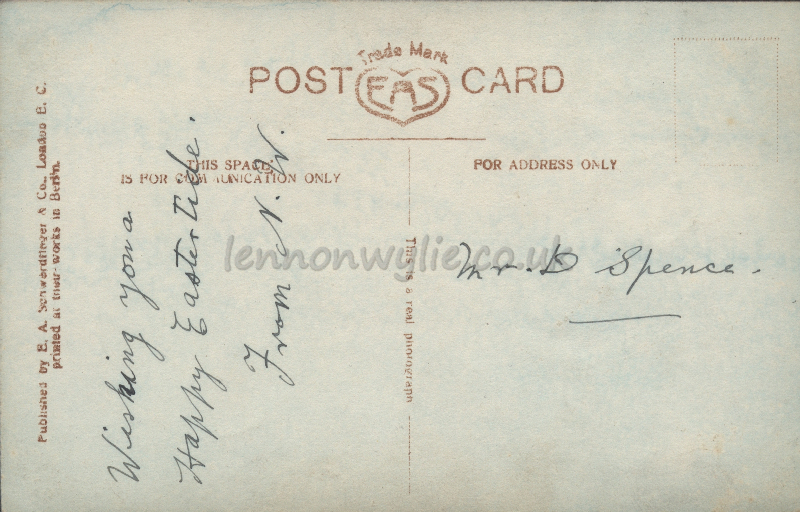 Trade Mark
POST EAS CARD
THIS SPACE
IS FOR COMMUNICATION ONLY
FOR ADDRESS ONLY
Published by E. A. Schwerdtfeger & Co., London E. C.
printed at their works in Berlin.
Wishing you a
Happy Eastertide.
From N. W.
This is a real photograph
Mr. D Spence.
lennonwylie.co.uk